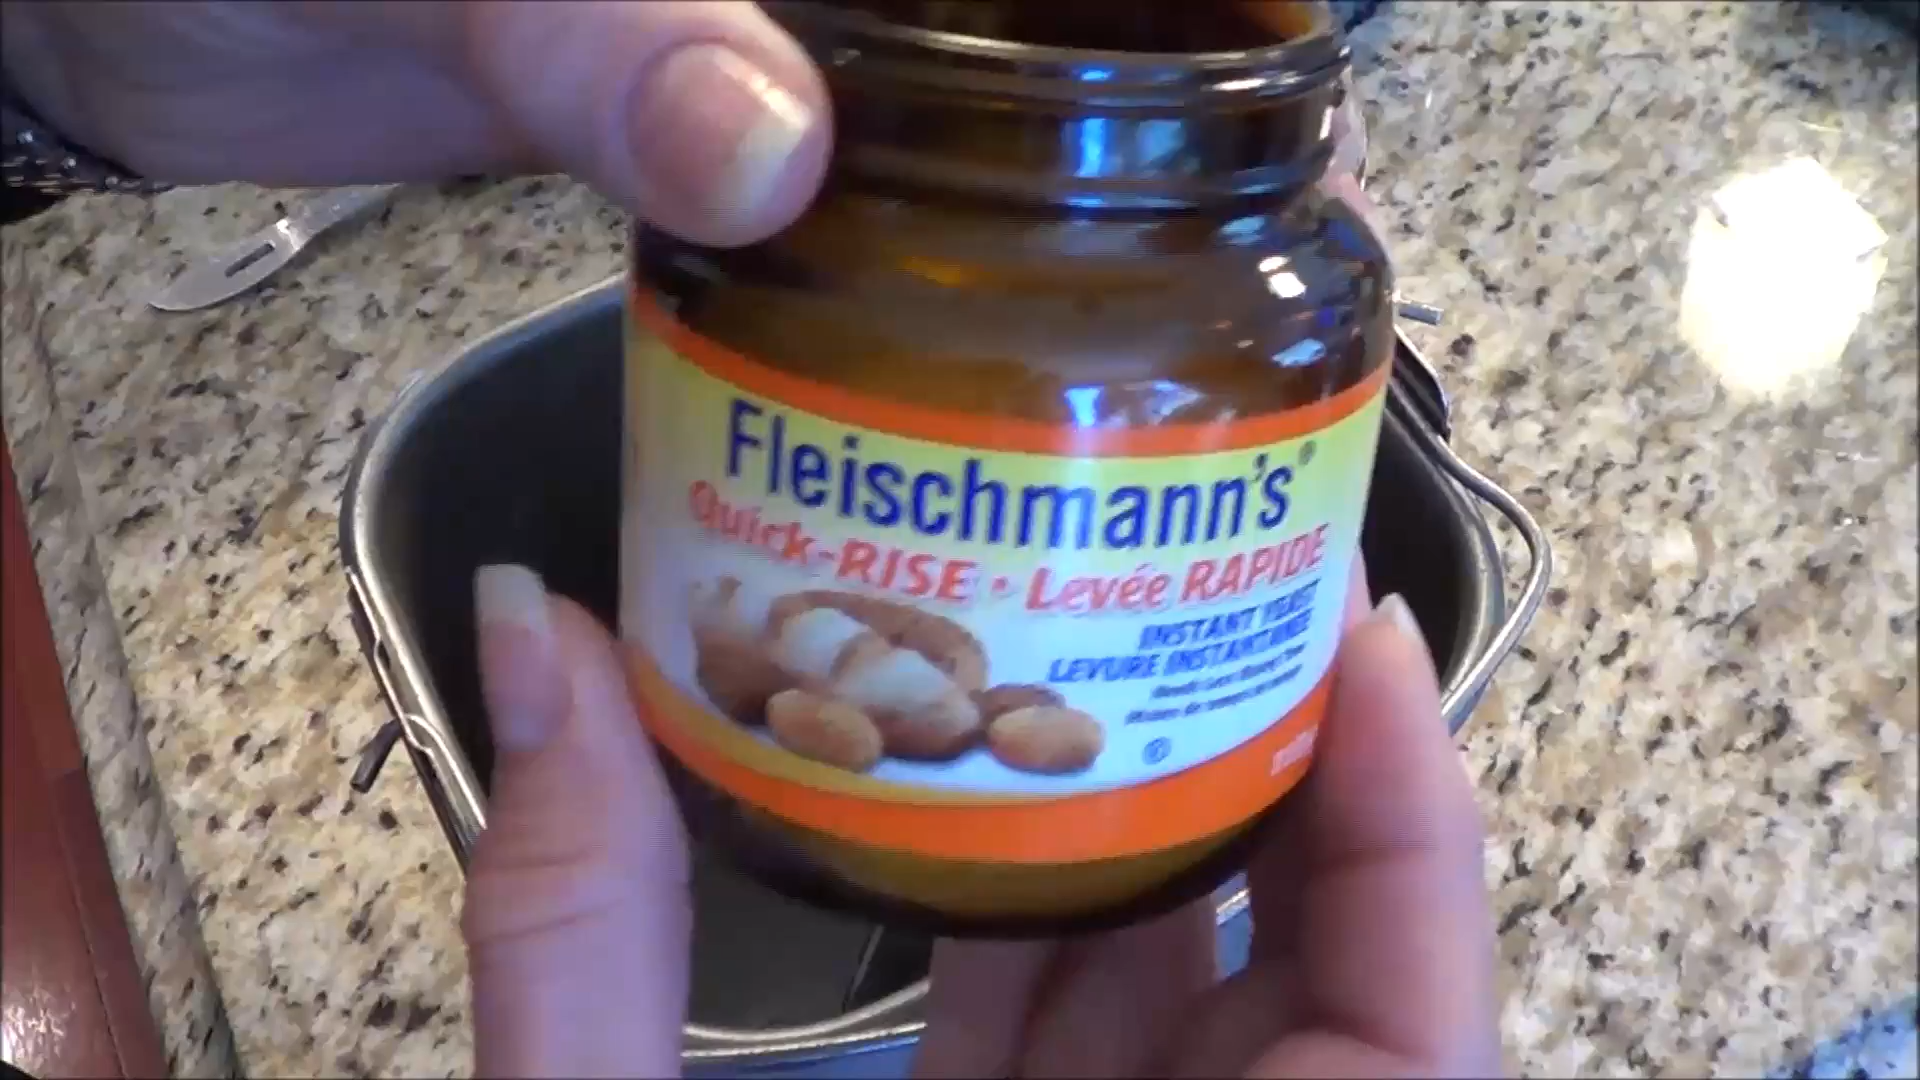 Fleischmann's®
Quick-RISE • Levée RAPIDE
INSTANT YEAST
LEVURE INSTANTANÉE